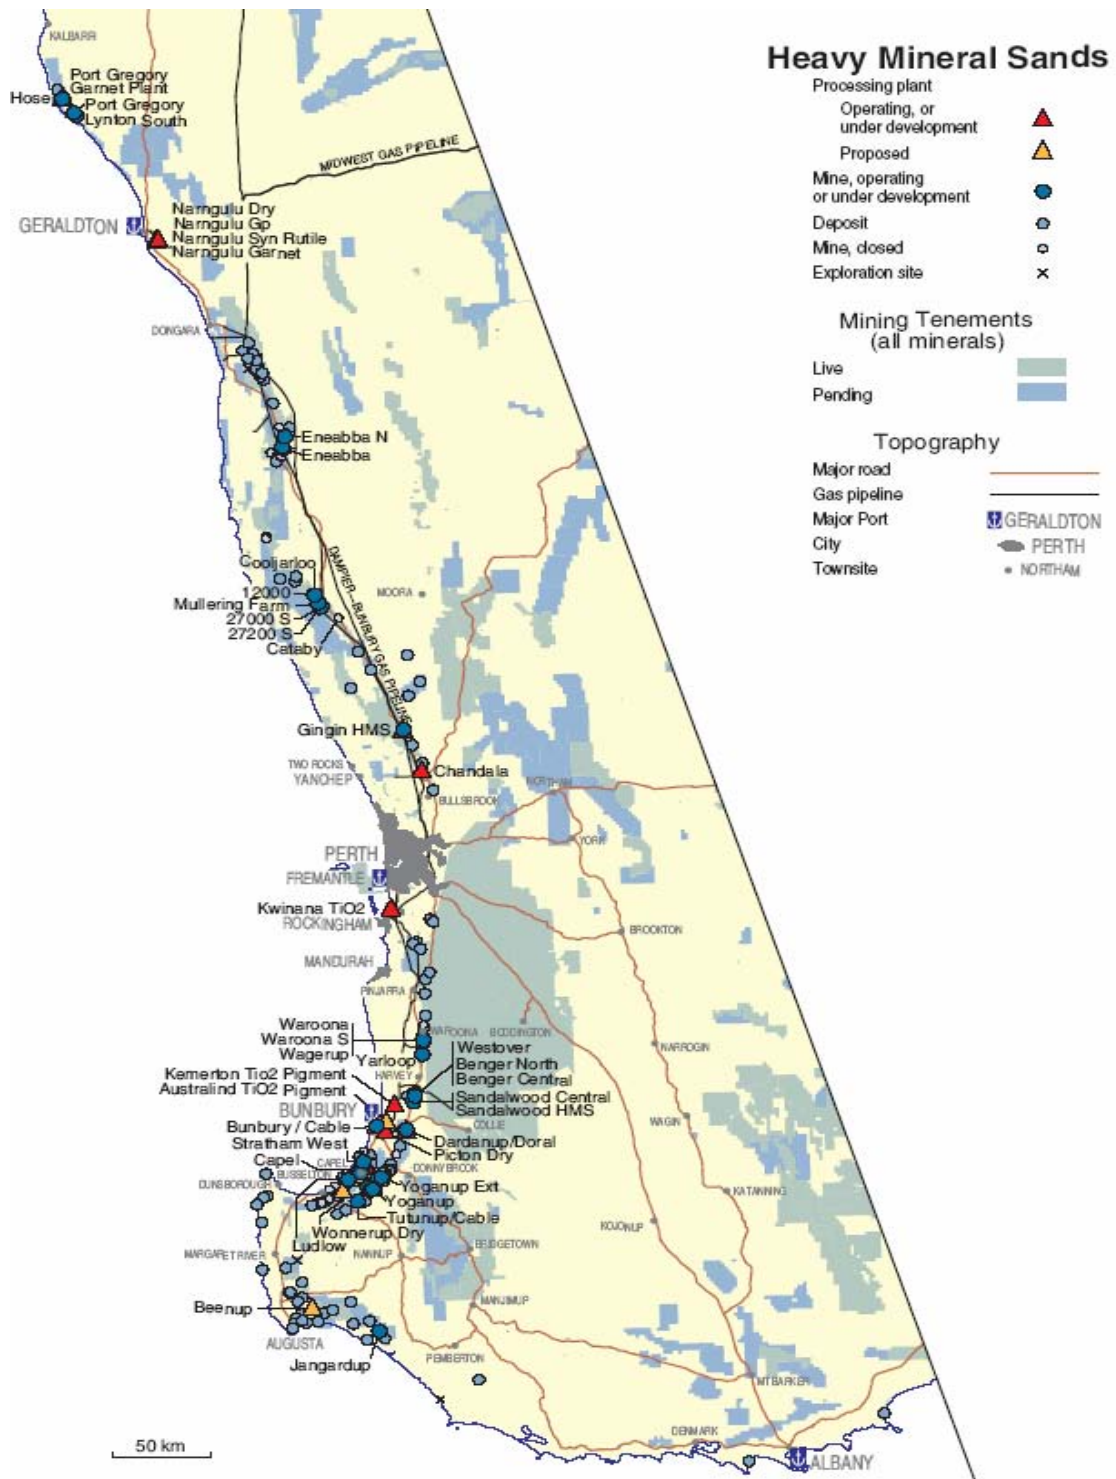 KALBARR
Port Gregory
Garnet Plant
Hose
Port Gregory
Lynton South
MIDWEST GAS PIPELINE
GERALDTON
Narngulu Dry
Narngulu Gp
Narngulu Syn Rutile
Narngulu Garnet
DONGARA
Eneabba N
Eneabba
DAMPIER-BUNBURY GAS PIPELINE
Cooljarloo
12000
Mullering Farm
27000 S
27200 S
Cataby
MOORA
Gingin HMS
TWO ROCKS
YANCHEP
Chandala
BULLSBROOK
NORTHAM
YORK
PERTH
FREMANTLE
Kwinana TiO2
ROCKINGHAM
BROOKTON
MANDURAH
PINJARRA
Waroona
Waroona S
Wagerup
WAROONA
BODDINGTON
Yarloop
Westover
Benger North
Benger Central
NARROGIN
Kemerton Tio2 Pigment
HARVEY
Australind TiO2 Pigment
Sandalwood Central
Sandalwood HMS
BUNBURY
Bunbury / Cable
COLLIE
WAGIN
Stratham West
Dardanup/Doral
Picton Dry
Capel
CAPEL
BUSSELTON
DONNYBROOK
DUNSBOROUGH
Yoganup Ext
Yoganup
KATANNING
Tutunup/Cable
Wonnerup Dry
Ludlow
KOJONUP
MARGARET RIVER
NANNUP
BRIDGETOWN
Beenup
MANJIMUP
AUGUSTA
Jangardup
PEMBERTON
MT BARKER
DENMARK
ALBANY
50 km
Heavy Mineral Sands
Processing plant
Operating, or
under development
Proposed
Mine, operating
or under development
Deposit
Mine, closed
Exploration site
Mining Tenements
(all minerals)
Live
Pending
Topography
Major road
Gas pipeline
Major Port
GERALDTON
City
PERTH
Townsite
NORTHAM